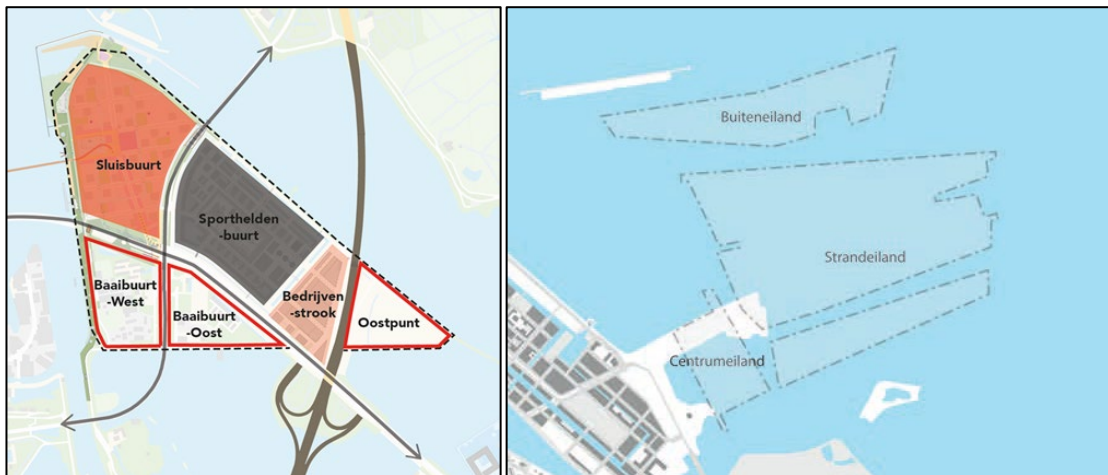 Sluisbuurt
Sporthelden
-buurt
Baaibuurt
-West
Baaibuurt
-Oost
Bedrijven
-strook
Oostpunt
Buiteneiland
Strandeiland
Centrumeiland